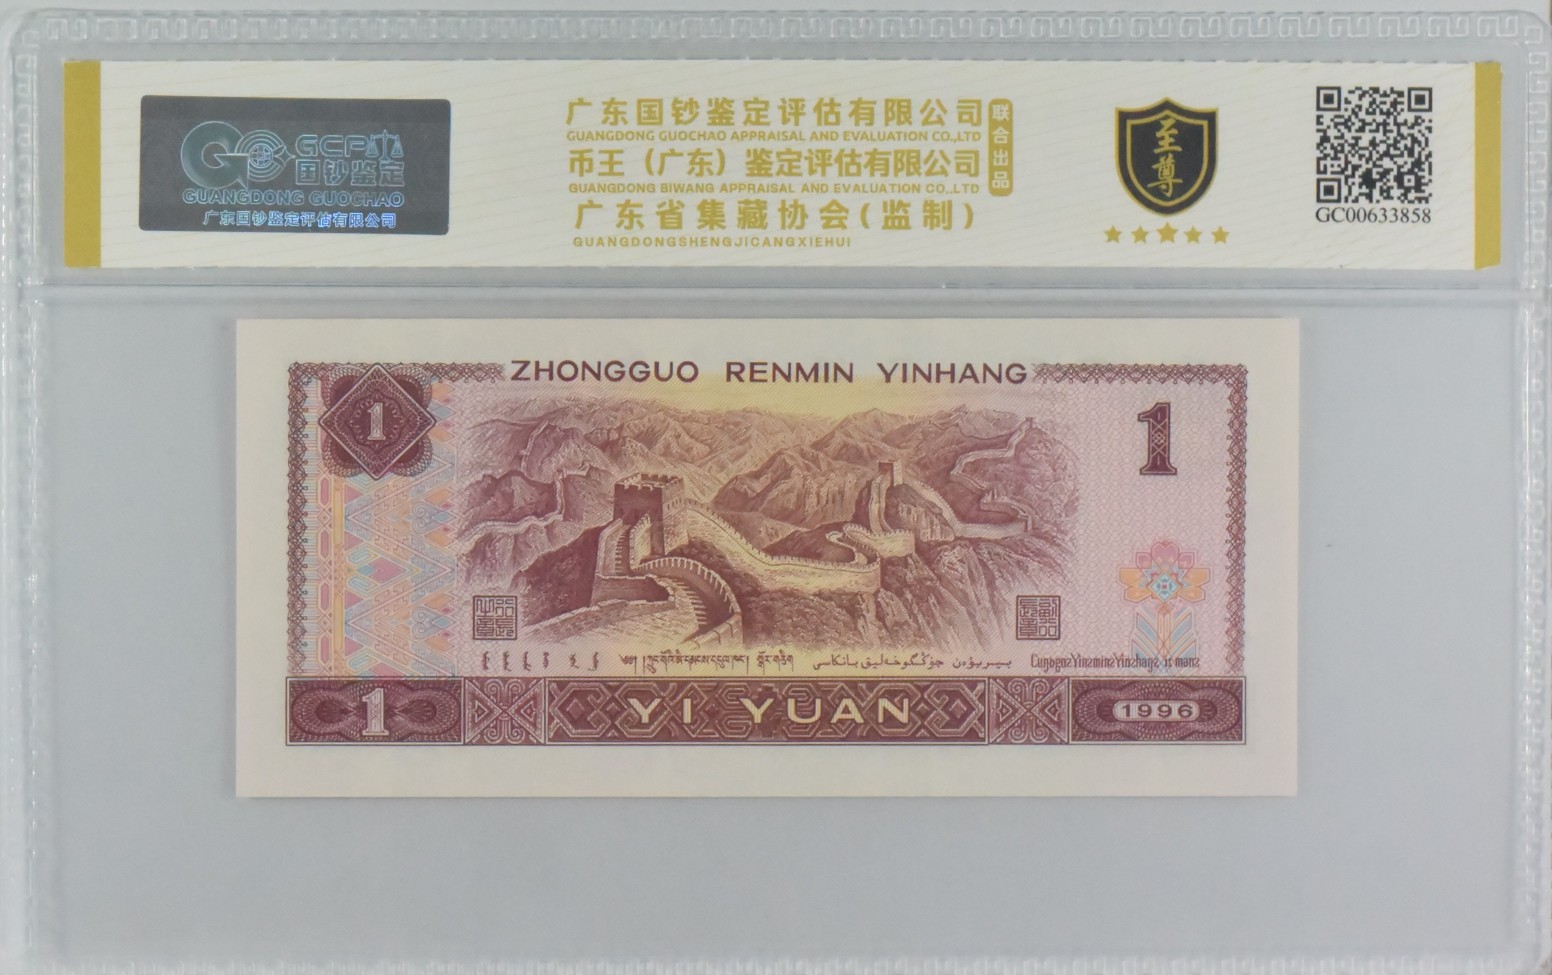 GCP
国钞鉴定
GUANGDONG GUOCHAO
广东国钞鉴定评估有限公司
广东国钞鉴定评估有限公司
GUANGDONG GUOCHAO APPRAISAL AND EVALUATION CO.,LTD
币王（广东）鉴定评估有限公司
GUANGDONG BIWANG APPRAISAL AND EVALUATION CO.,LTD
广东省集藏协会(监制)
GUANGDONGSHENGJICANGXIEHUI
联合出品
至尊
GC00633858
ZHONGGUO RENMIN YINHANG
1
1
1
YI YUAN
1996